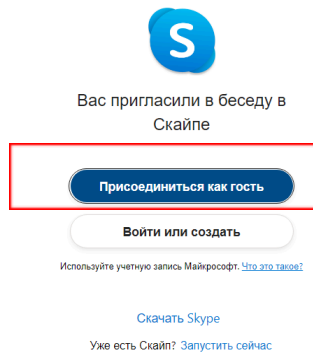 Вас пригласили в беседу в
Скайпе
Присоединиться как гость
Войти или создать
Используйте учетную запись Майкрософт. Что это такое?
Скачать Skype
Уже есть Скайп? Запустить сейчас